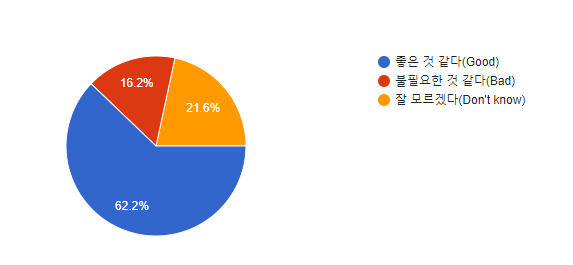 좋은 것 같다(Good)
불필요한 것 같다(Bad)
잘 모르겠다(Don't know)
16.2%
21.6%
62.2%